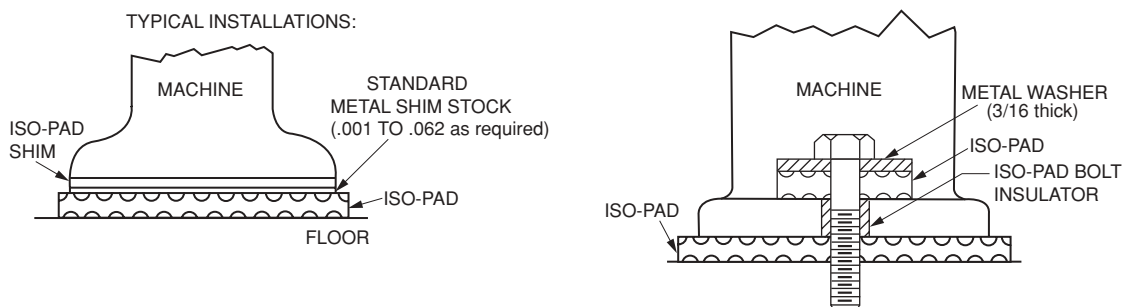 TYPICAL INSTALLATIONS:
MACHINE
STANDARD
METAL SHIM STOCK
(.001 TO .062 as required)
ISO-PAD
SHIM
ISO-PAD
FLOOR
MACHINE
METAL WASHER
(3/16 thick)
ISO-PAD
ISO-PAD BOLT
INSULATOR
ISO-PAD